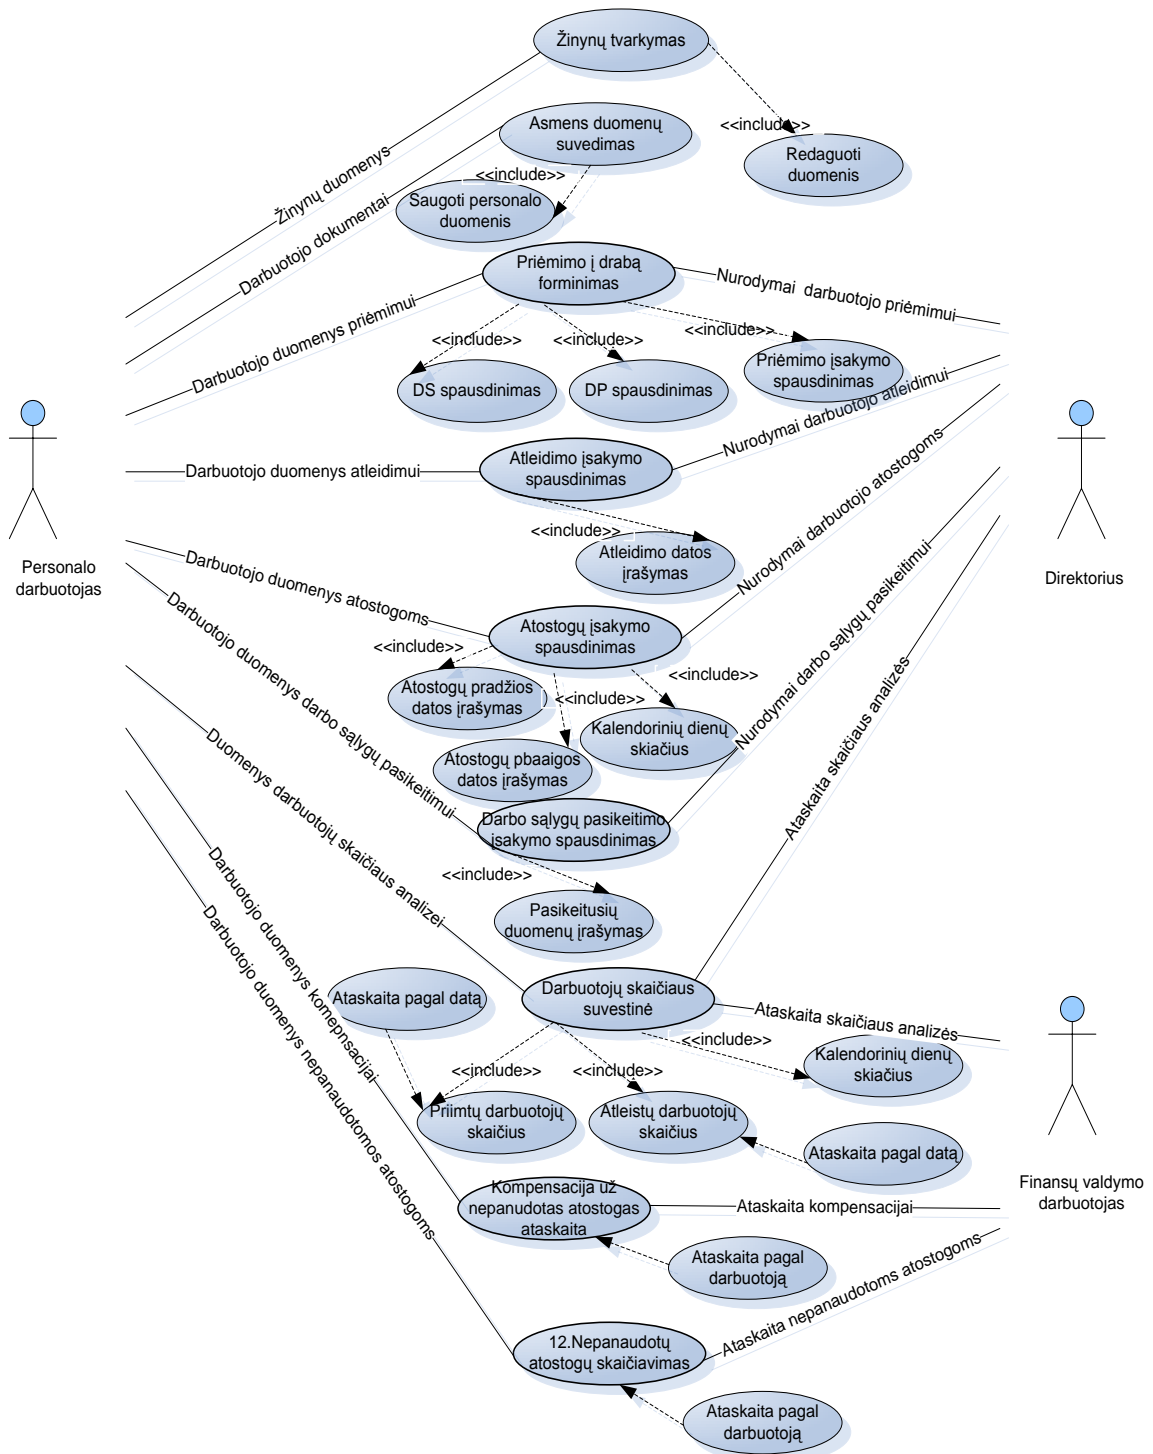 Žinynų tvarkymas
<<include>>
Asmens duomenų
suvedimas
Redaguoti
duomenis
<<include>>
Saugoti personalo
duomenis
Žinynų duomenys
Darbuotojo dokumentai
Priėmimo į drabą
forminimas
Nurodymai  darbuotojo priėmimui
Darbuotojo duomenys priėmimui
<<include>>
<<include>>
<<include>>
Priėmimo įsakymo
spausdinimas
DS spausdinimas
DP spausdinimas
Nurodymai darbuotojo atleidimui
Darbuotojo duomenys atleidimui
Atleidimo įsakymo
spausdinimas
<<include>>
Atleidimo datos
įrašymas
Nurodymai darbuotojo atostogoms
Personalo
darbuotojas
Direktorius
Darbuotojo duomenys atostogoms
Atostogų įsakymo
spausdinimas
<<include>>
<<include>>
<<include>>
Atostogų pradžios
datos įrašymas
Kalendorinių dienų
skiačius
Atostogų pbaaigos
datos įrašymas
Nurodymai darbo sąlygų pasikeitimui
Darbuotojo duomenys darbo sąlygų pasikeitimui
Darbo sąlygų pasikeitimo
įsakymo spausdinimas
<<include>>
Pasikeitusių
duomenų įrašymas
Duomenys darbuotojų skaičiaus analizei
Ataskaita skaičiaus analizės
Darbuotojo duomenys komepnsacijai
Darbuotojo duomenys nepanaudotomos atostogoms
Ataskaita pagal datą
Darbuotojų skaičiaus
suvestinė
Ataskaita skaičiaus analizės
<<include>>
<<include>>
<<include>>
Kalendorinių dienų
skiačius
Priimtų darbuotojų
skaičius
Atleistų darbuotojų
skaičius
Ataskaita pagal datą
Finansų valdymo
darbuotojas
Kompensacija už
nepanudotas atostogas
ataskaita
Ataskaita kompensacijai
Ataskaita pagal
darbuotoją
Ataskaita nepanaudotoms atostogoms
12.Nepanaudotų
atostogų skaičiavimas
Ataskaita pagal
darbuotoją